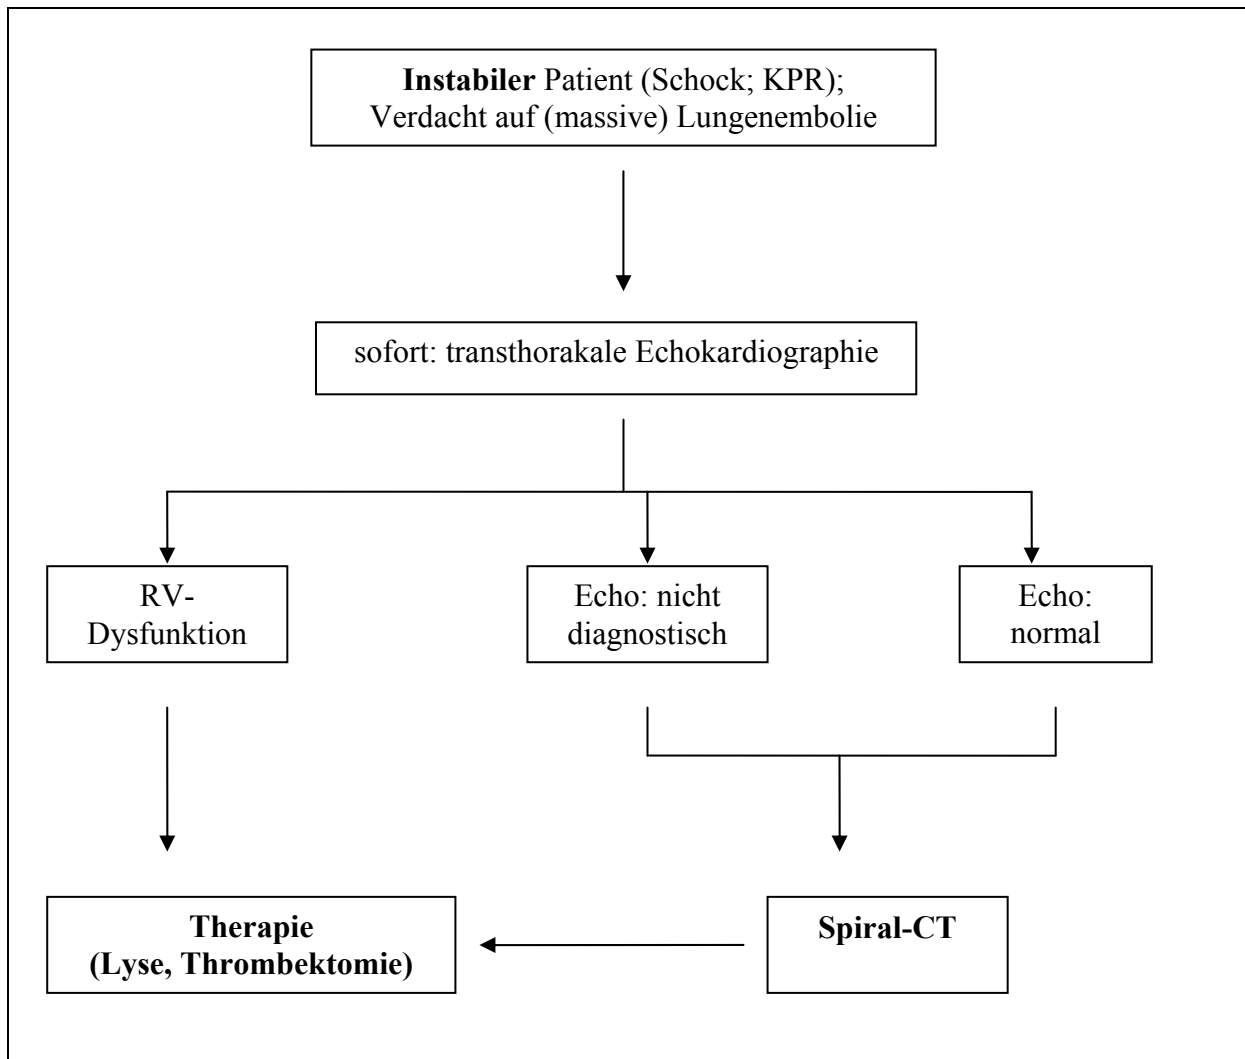 Instabiler Patient (Schock; KPR);
Verdacht auf (massive) Lungenembolie
sofort: transthorakale Echokardiographie
RV-
Dysfunktion
Echo: nicht
diagnostisch
Echo:
normal
Therapie
(Lyse, Thrombektomie)
Spiral-CT